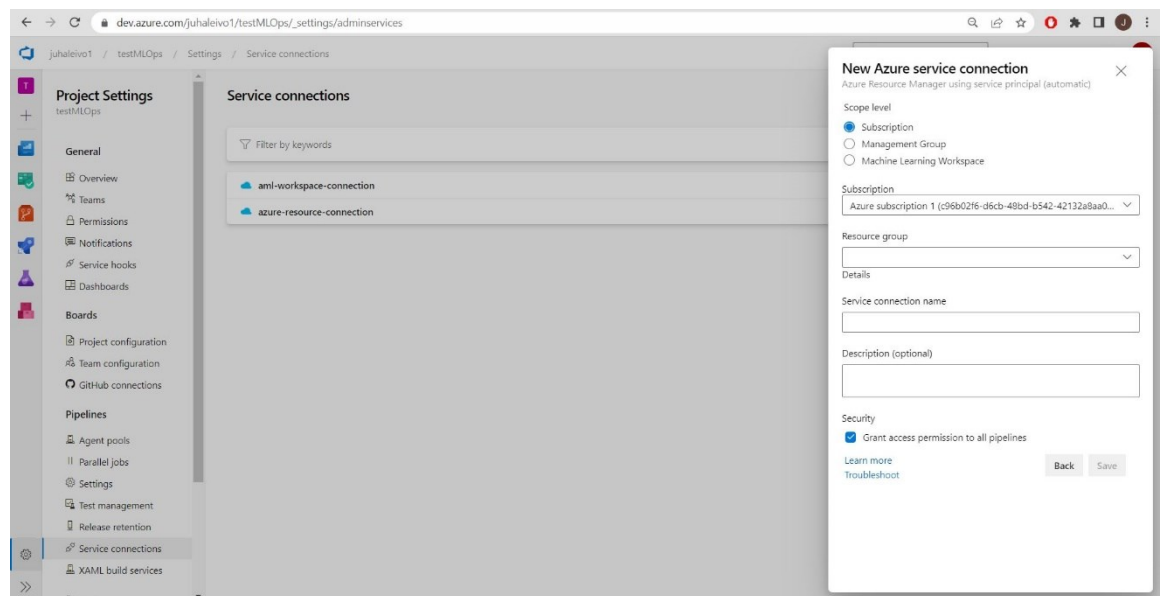 dev.azure.com/juhaleivo1/testMLOps/_settings/adminservices
J
juhaleivo1 / testMLOps / Settings / Service connections
T
Project Settings
testMLOps
General
Overview
Teams
Permissions
Notifications
Service hooks
Dashboards
Boards
Project configuration
Team configuration
GitHub connections
Pipelines
Agent pools
Parallel jobs
Settings
Test management
Release retention
Service connections
XAML build services
Service connections
Filter by keywords
aml-workspace-connection
azure-resource-connection
New Azure service connection
Azure Resource Manager using service principal (automatic)
Scope level
Subscription
Management Group
Machine Learning Workspace
Subscription
Azure subscription 1 (c96b02f6-d6cb-48bd-b542-42132a8aa0...
Resource group
Details
Service connection name
Description (optional)
Security
Grant access permission to all pipelines
Learn more
Troubleshoot
Back
Save